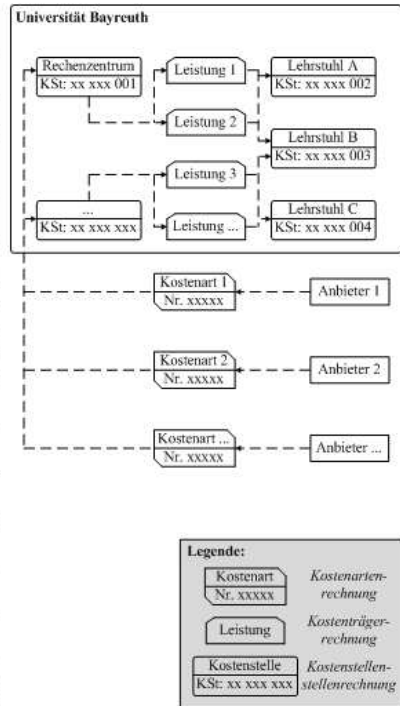 Universität Bayreuth
Rechenzentrum
KSt: xx xxx 001
Leistung 1
Lehrstuhl A
KSt: xx xxx 002
Leistung 2
Lehrstuhl B
KSt: xx xxx 003
Leistung 3
...
KSt: xx xxx xxx
Leistung ...
Lehrstuhl C
KSt: xx xxx 004
Kostenart 1
Nr. xxxxx
Anbieter 1
Kostenart 2
Nr. xxxxx
Anbieter 2
Kostenart ...
Nr. xxxxx
Anbieter ...
Legende:
Kostenart
Nr. xxxxx
Kostenarten-
rechnung
Leistung
Kostenträger-
rechnung
Kostenstelle
KSt: xx xxx xxx
Kostenstellen-
stellenrechnung